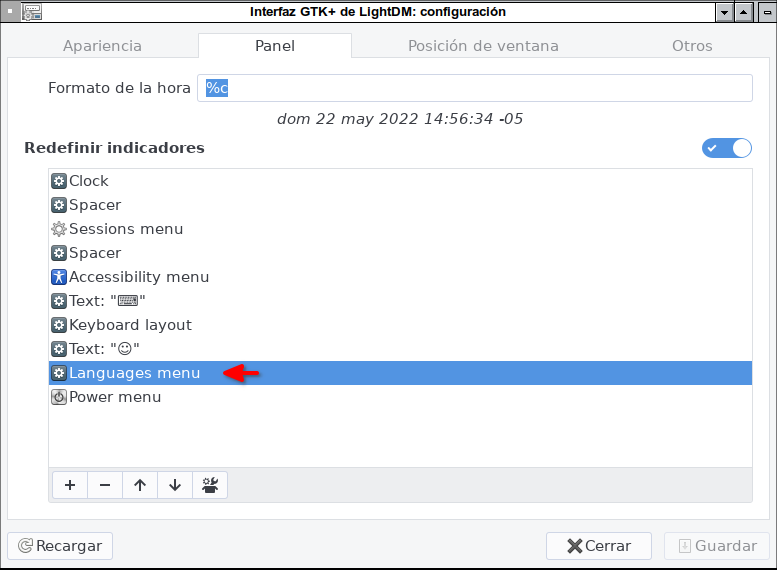 Interfaz GTK+ de LightDM: configuración
Apariencia Panel Posición de ventana Otros
Formato de la hora %c
dom 22 may 2022 14:56:34 -05
Redefinir indicadores
Clock
Spacer
Sessions menu
Spacer
Accessibility menu
Text: "⌨"
Keyboard layout
Text: "☺"
Languages menu
Power menu
Recargar Cerrar Guardar